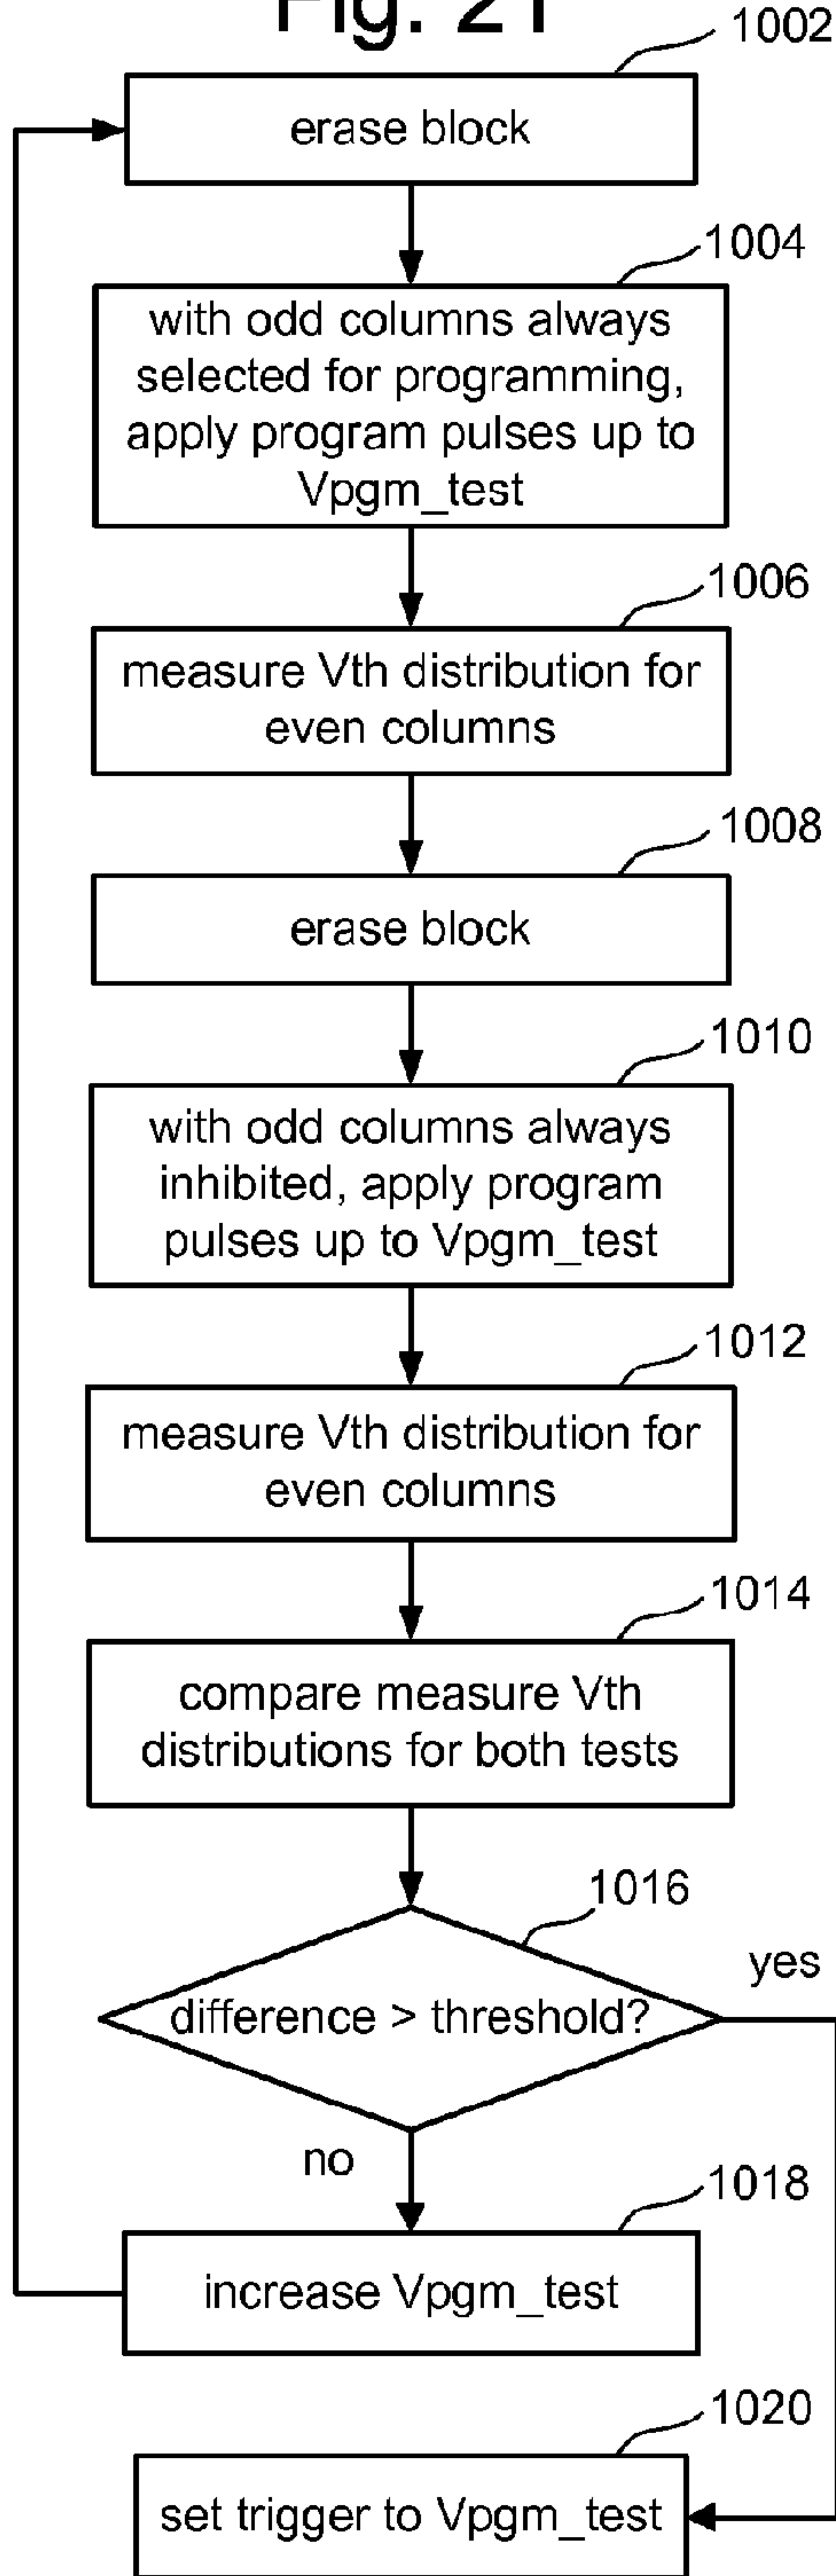 Fig. 21
1002
erase block
1004
with odd columns always
selected for programming,
apply program pulses up to
Vpgm_test
1006
measure Vth distribution for
even columns
1008
erase block
1010
with odd columns always
inhibited, apply program
pulses up to Vpgm_test
1012
measure Vth distribution for
even columns
1014
compare measure Vth
distributions for both tests
1016
yes
difference > threshold?
no
1018
increase Vpgm_test
1020
set trigger to Vpgm_test